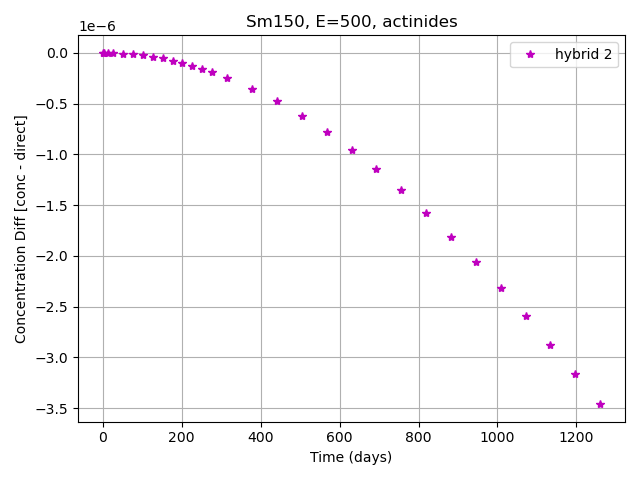 Sm150, E=500, actinides
1e−6
hybrid 2
0.0
−0.5
−1.0
−1.5
−2.0
−2.5
−3.0
−3.5
Concentration Diff [conc - direct]
0 200 400 600 800 1000 1200
Time (days)